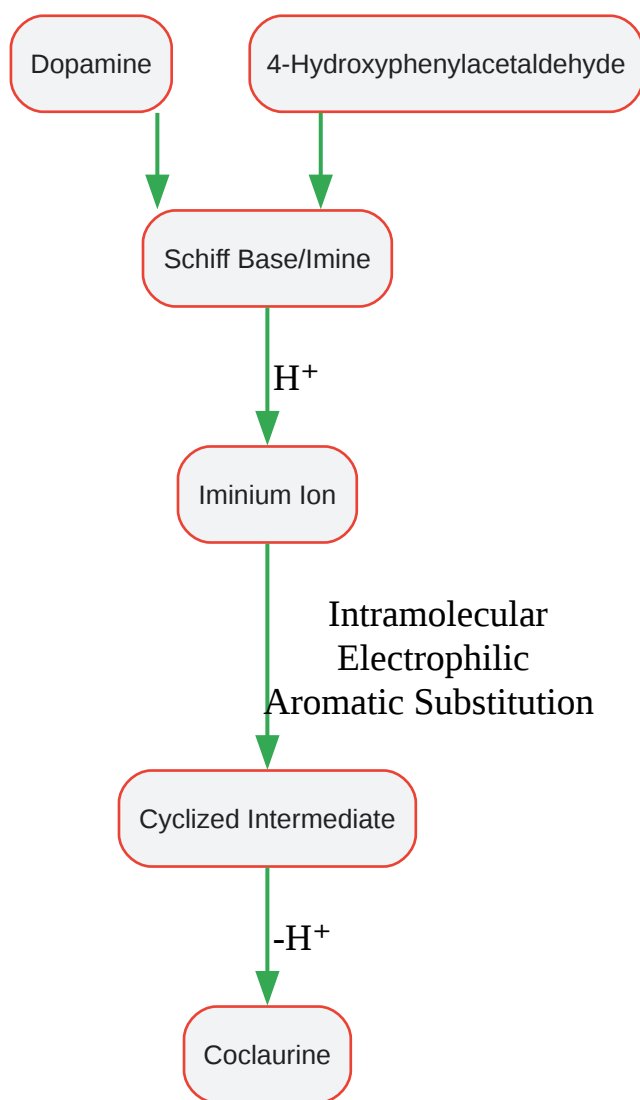 Dopamine
4-Hydroxyphenylacetaldehyde
Schiff Base/Imine
H⁺
Iminium Ion
Intramolecular
Electrophilic
Aromatic Substitution
Cyclized Intermediate
-H⁺
Coclaurine